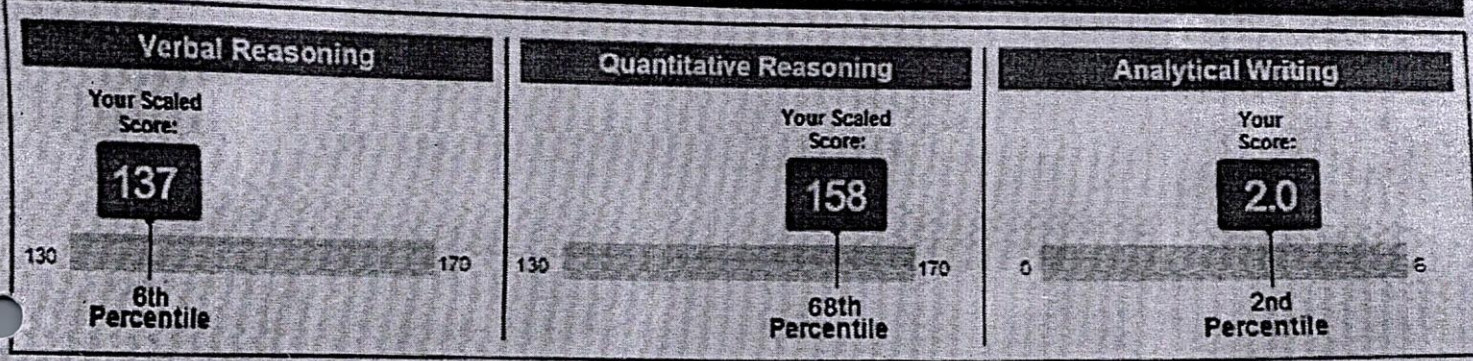 Verbal Reasoning
Your Scaled
Score:
137
130
170
6th
Percentile
Quantitative Reasoning
Your Scaled
Score:
158
130
170
68th
Percentile
Analytical Writing
Your
Score:
2.0
0
6
2nd
Percentile